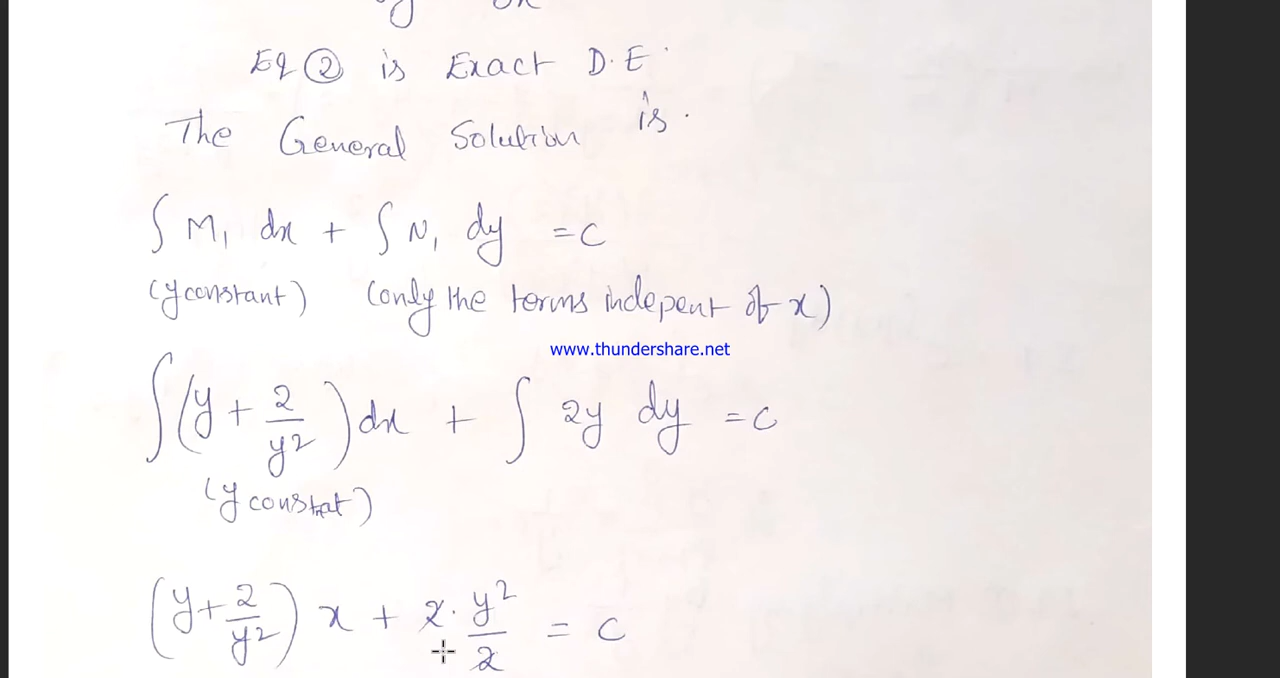 Eq ② is Exact D.E.
The General Solution is.
∫ M₁ dx + ∫ N₁ dy = c
(y constant) (only the terms indepent of x)
www.thundershare.net
∫ (y + 2/y²) dx + ∫ 2y dy = c
(y constat)
(y + 2/y²) x + 2 · y²/2 = c